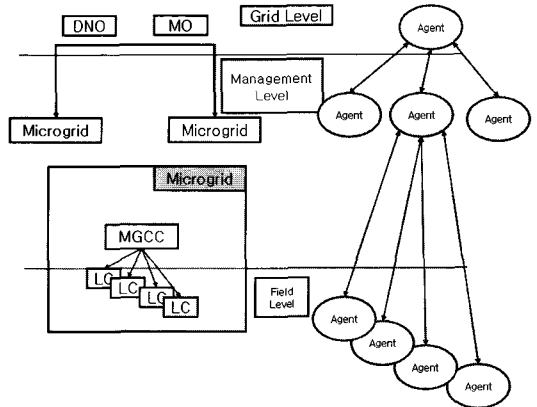 DNO
MO
Grid Level
Agent
Management
Level
Microgrid
Microgrid
Agent
Agent
Agent
Microgrid
MGCC
LC
LC
LC
LC
Field
Level
Agent
Agent
Agent
Agent